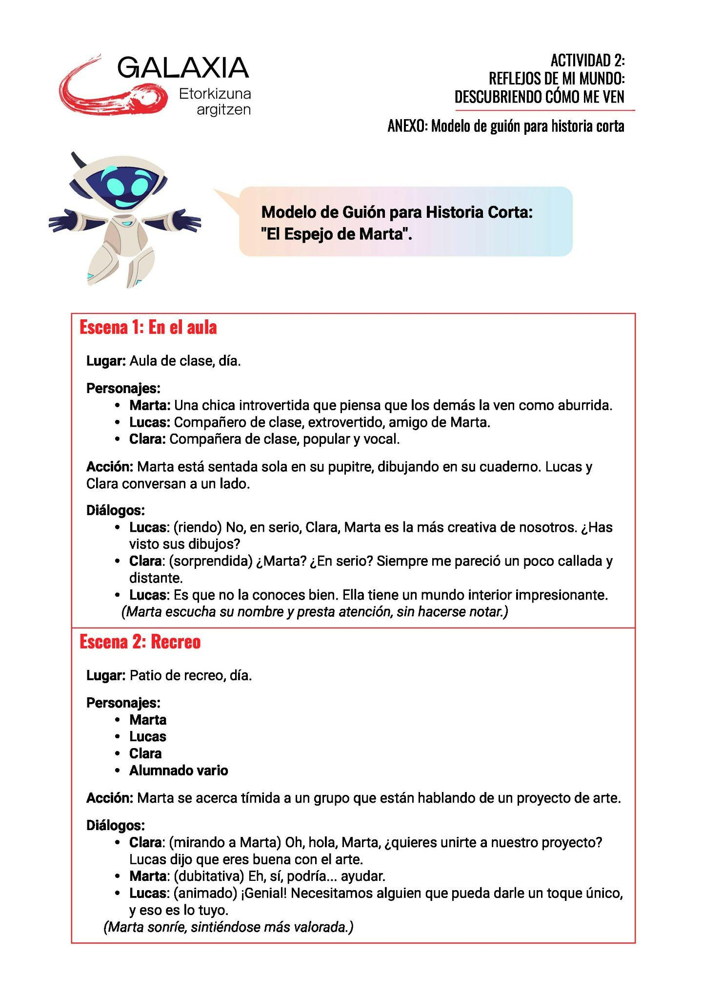 GALAXIA
Etorkizuna
argitzen
ACTIVIDAD 2:
REFLEJOS DE MI MUNDO:
DESCUBRIENDO CÓMO ME VEN
ANEXO: Modelo de guión para historia corta
Modelo de Guión para Historia Corta:
"El Espejo de Marta".
Escena 1: En el aula
Lugar: Aula de clase, día.
Personajes:
• Marta: Una chica introvertida que piensa que los demás la ven como aburrida.
• Lucas: Compañero de clase, extrovertido, amigo de Marta.
• Clara: Compañera de clase, popular y vocal.
Acción: Marta está sentada sola en su pupitre, dibujando en su cuaderno. Lucas y
Clara conversan a un lado.
Diálogos:
• Lucas: (riendo) No, en serio, Clara, Marta es la más creativa de nosotros. ¿Has
visto sus dibujos?
• Clara: (sorprendida) ¿Marta? ¿En serio? Siempre me pareció un poco callada y
distante.
• Lucas: Es que no la conoces bien. Ella tiene un mundo interior impresionante.
(Marta escucha su nombre y presta atención, sin hacerse notar.)
Escena 2: Recreo
Lugar: Patio de recreo, día.
Personajes:
• Marta
• Lucas
• Clara
• Alumnado vario
Acción: Marta se acerca tímida a un grupo que están hablando de un proyecto de arte.
Diálogos:
• Clara: (mirando a Marta) Oh, hola, Marta, ¿quieres unirte a nuestro proyecto?
Lucas dijo que eres buena con el arte.
• Marta: (dubitativa) Eh, sí, podría... ayudar.
• Lucas: (animado) ¡Genial! Necesitamos alguien que pueda darle un toque único,
y eso es lo tuyo.
(Marta sonríe, sintiéndose más valorada.)